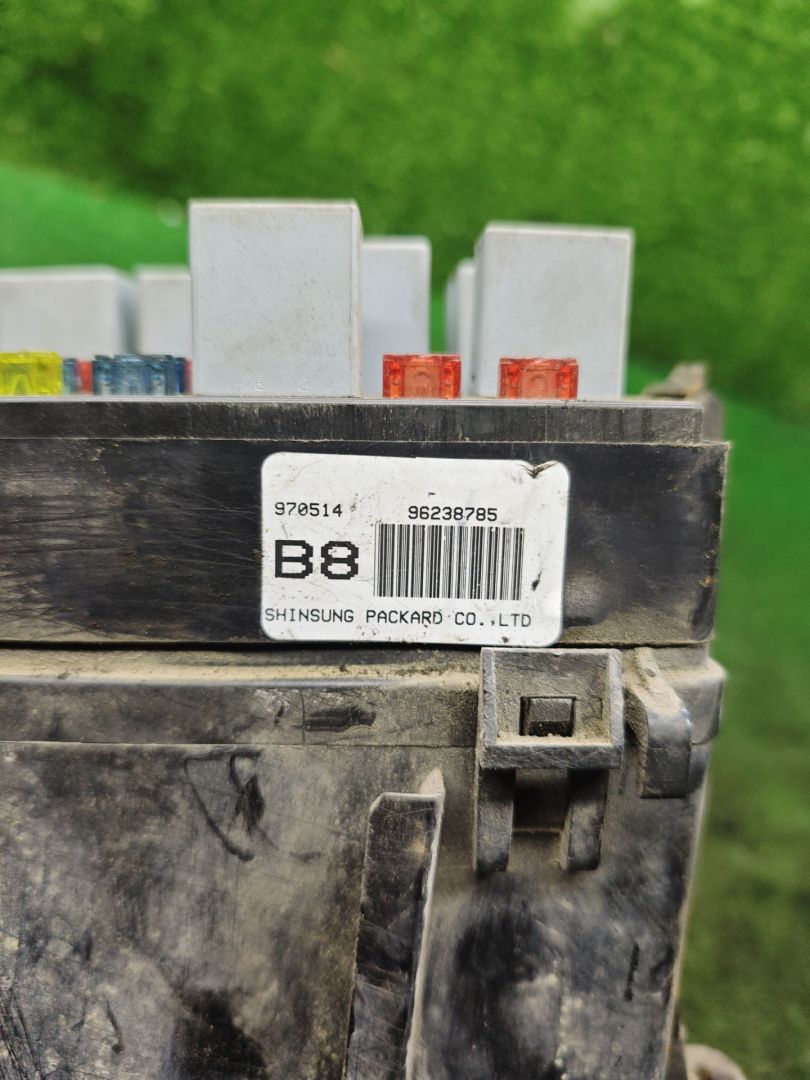 970514 96238785
B8
SHINSUNG PACKARD CO.,LTD